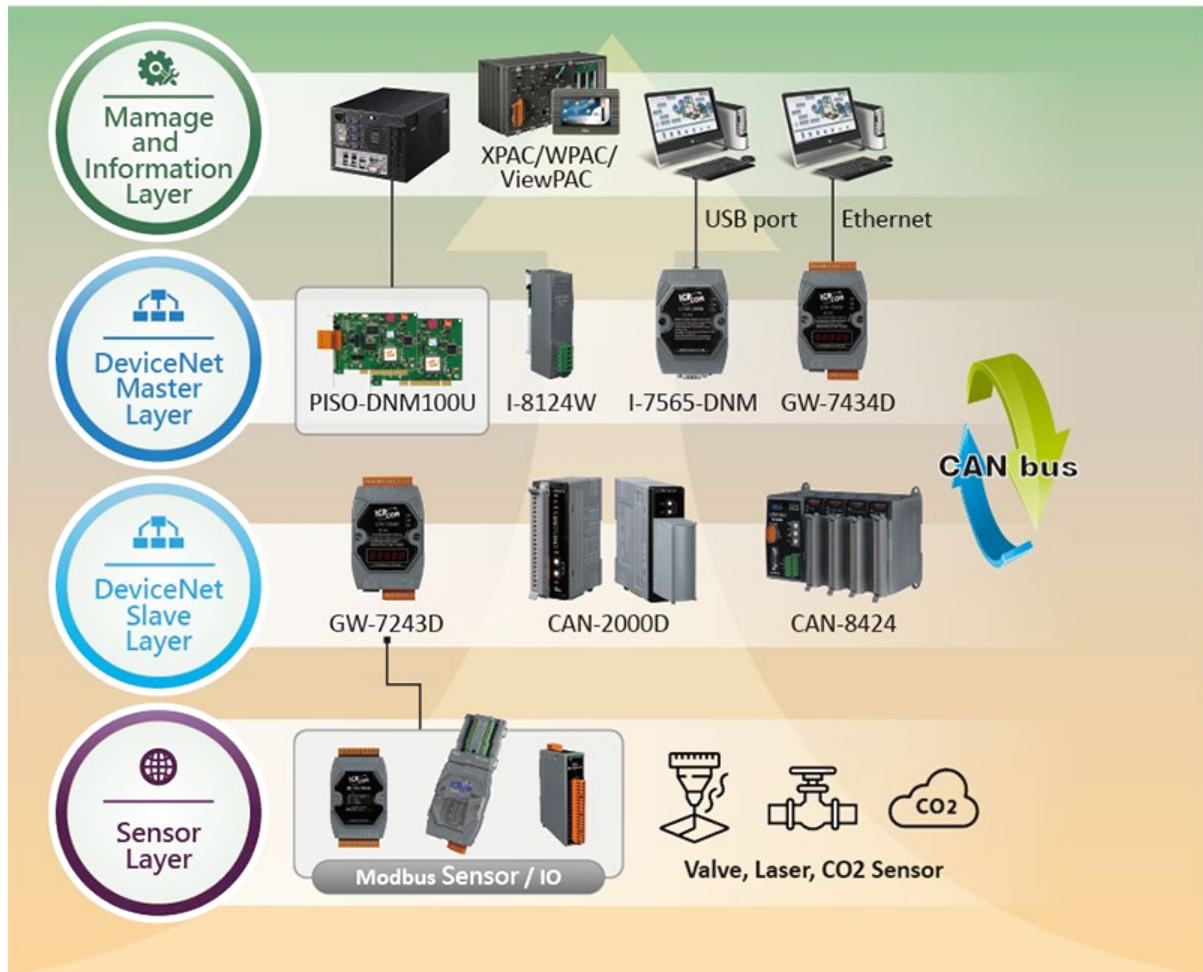 Mamage
and
Information
Layer
XPAC/WPAC/
ViewPAC
USB port
Ethernet
DeviceNet
Master
Layer
PISO-DNM100U
I-8124W
I-7565-DNM
GW-7434D
CAN bus
DeviceNet
Slave
Layer
GW-7243D
CAN-2000D
CAN-8424
Sensor
Layer
Modbus Sensor / IO
CO2
Valve, Laser, CO2 Sensor